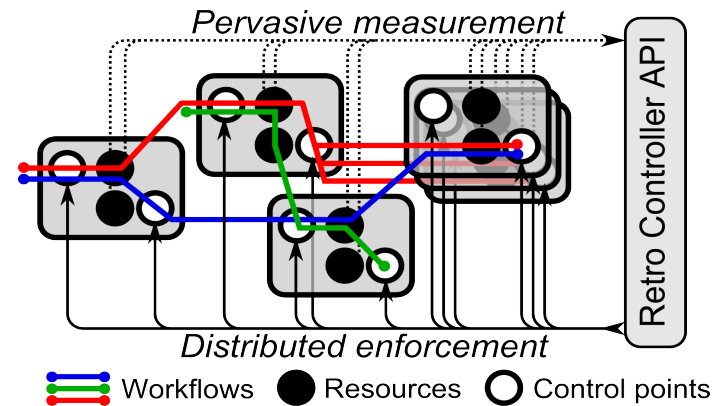 Pervasive measurement
Retro Controller API
Distributed enforcement
Workflows
Resources
Control points